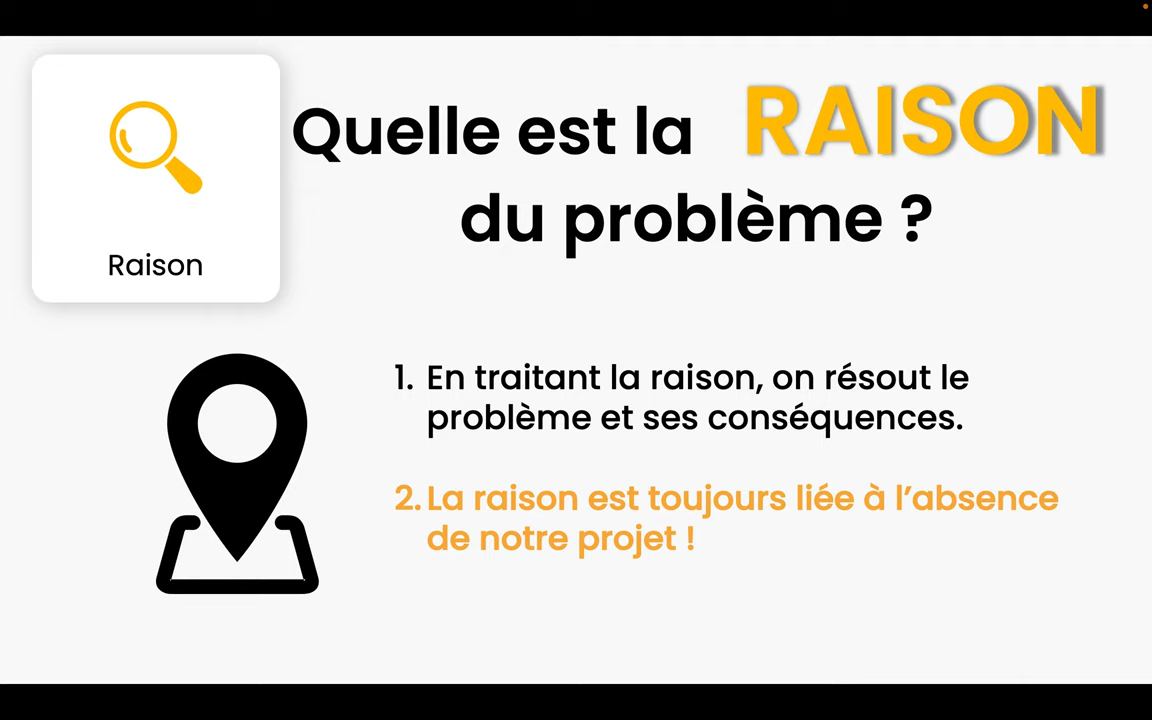 Quelle est la RAISON
du problème ?
Raison
1. En traitant la raison, on résout le
problème et ses conséquences.
2. La raison est toujours liée à l’absence
de notre projet !